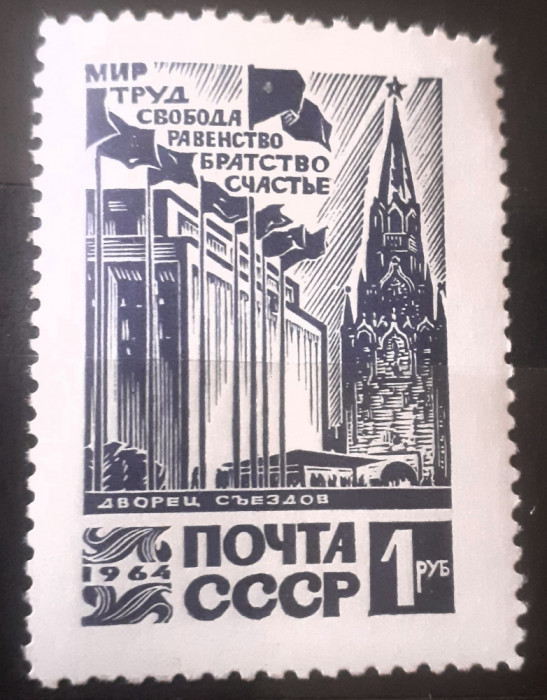 МИР
ТРУД
СВОБОДА
РАВЕНСТВО
БРАТСТВО
СЧАСТЬЕ
ДВОРЕЦ СЪЕЗДОВ
1964
ПОЧТА
СССР
1 РУБ